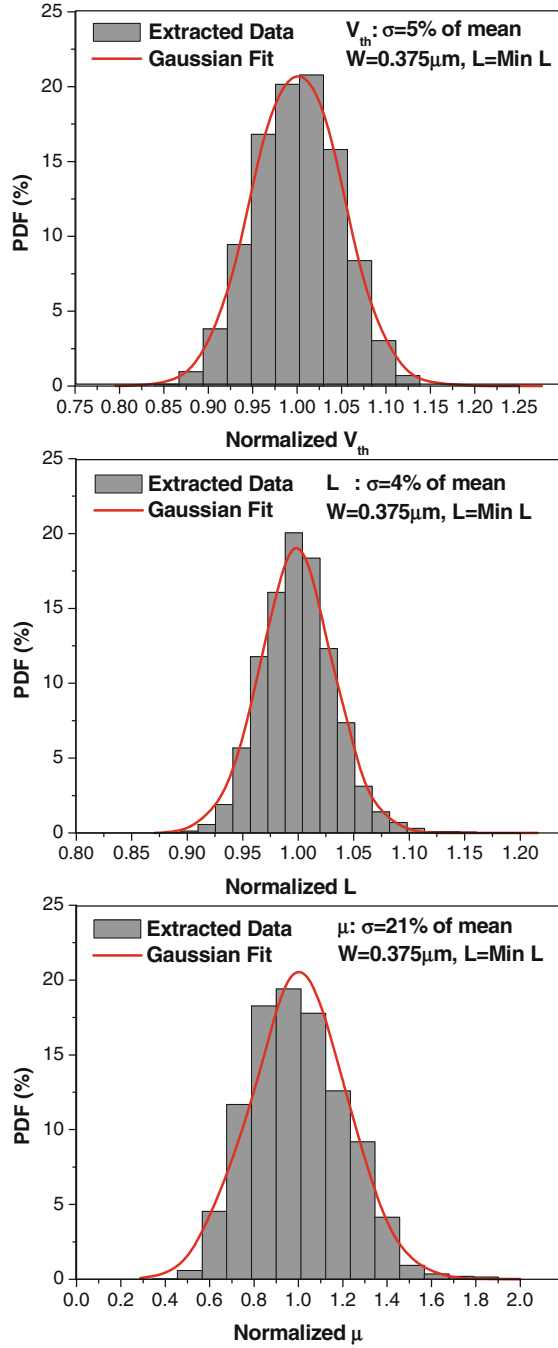 Extracted Data
Gaussian Fit
V_th: σ=5% of mean
W=0.375μm, L=Min L
25
20
15
10
5
0
PDF (%)
0.75 0.80 0.85 0.90 0.95 1.00 1.05 1.10 1.15 1.20 1.25
Normalized V_th
Extracted Data
Gaussian Fit
L : σ=4% of mean
W=0.375μm, L=Min L
25
20
15
10
5
0
PDF (%)
0.80 0.85 0.90 0.95 1.00 1.05 1.10 1.15 1.20
Normalized L
Extracted Data
Gaussian Fit
μ: σ=21% of mean
W=0.375μm, L=Min L
25
20
15
10
5
0
PDF (%)
0.0 0.2 0.4 0.6 0.8 1.0 1.2 1.4 1.6 1.8 2.0
Normalized μ